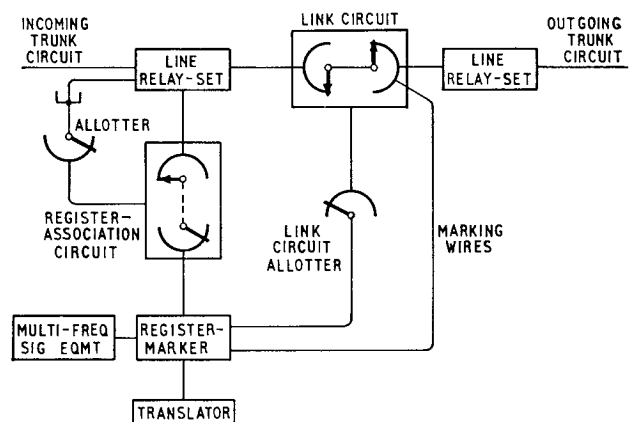 INCOMING
TRUNK
CIRCUIT
LINK CIRCUIT
OUTGOING
TRUNK
CIRCUIT
LINE
RELAY-SET
LINE
RELAY-SET
ALLOTTER
REGISTER-
ASSOCIATION
CIRCUIT
LINK
CIRCUIT
ALLOTTER
MARKING
WIRES
MULTI-FREQ
SIG EQMT
REGISTER-
MARKER
TRANSLATOR